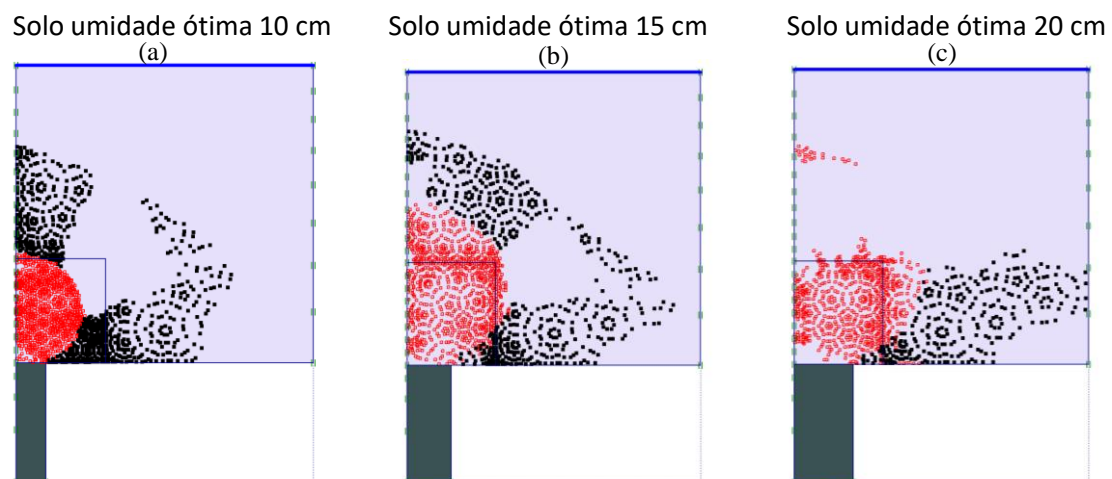 Solo umidade ótima 10 cm
(a)
Solo umidade ótima 15 cm
(b)
Solo umidade ótima 20 cm
(c)